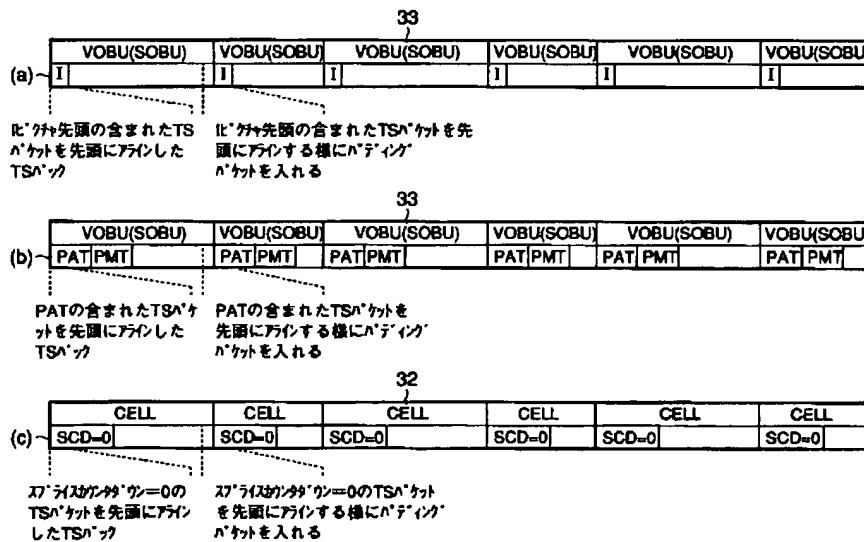 33
VOBU(SOBU) VOBU(SOBU) VOBU(SOBU) VOBU(SOBU) VOBU(SOBU) VOBU(SOBU)
(a) I I I I I I
Iピクチャ先頭の含まれたTS
パケットを先頭にアラインした
TSパック
Iピクチャ先頭の含まれたTSパケットを先
頭にアラインする様にパディング
パケットを入れる
33
VOBU(SOBU) VOBU(SOBU) VOBU(SOBU) VOBU(SOBU) VOBU(SOBU) VOBU(SOBU)
(b) PAT PMT PAT PMT PAT PMT PAT PMT PAT PMT PAT PMT
PATの含まれたTSパケ
ットを先頭にアラインした
TSパック
PATの含まれたTSパケットを
先頭にアラインする様にパディング
パケットを入れる
32
CELL CELL CELL CELL CELL CELL
(c) SCD=0 SCD=0 SCD=0 SCD=0 SCD=0 SCD=0
スプライスカウンタダウン=0の
TSパケットを先頭にアライン
したTSパック
スプライスカウンタダウン=0のTSパケット
を先頭にアラインする様にパディング
パケットを入れる